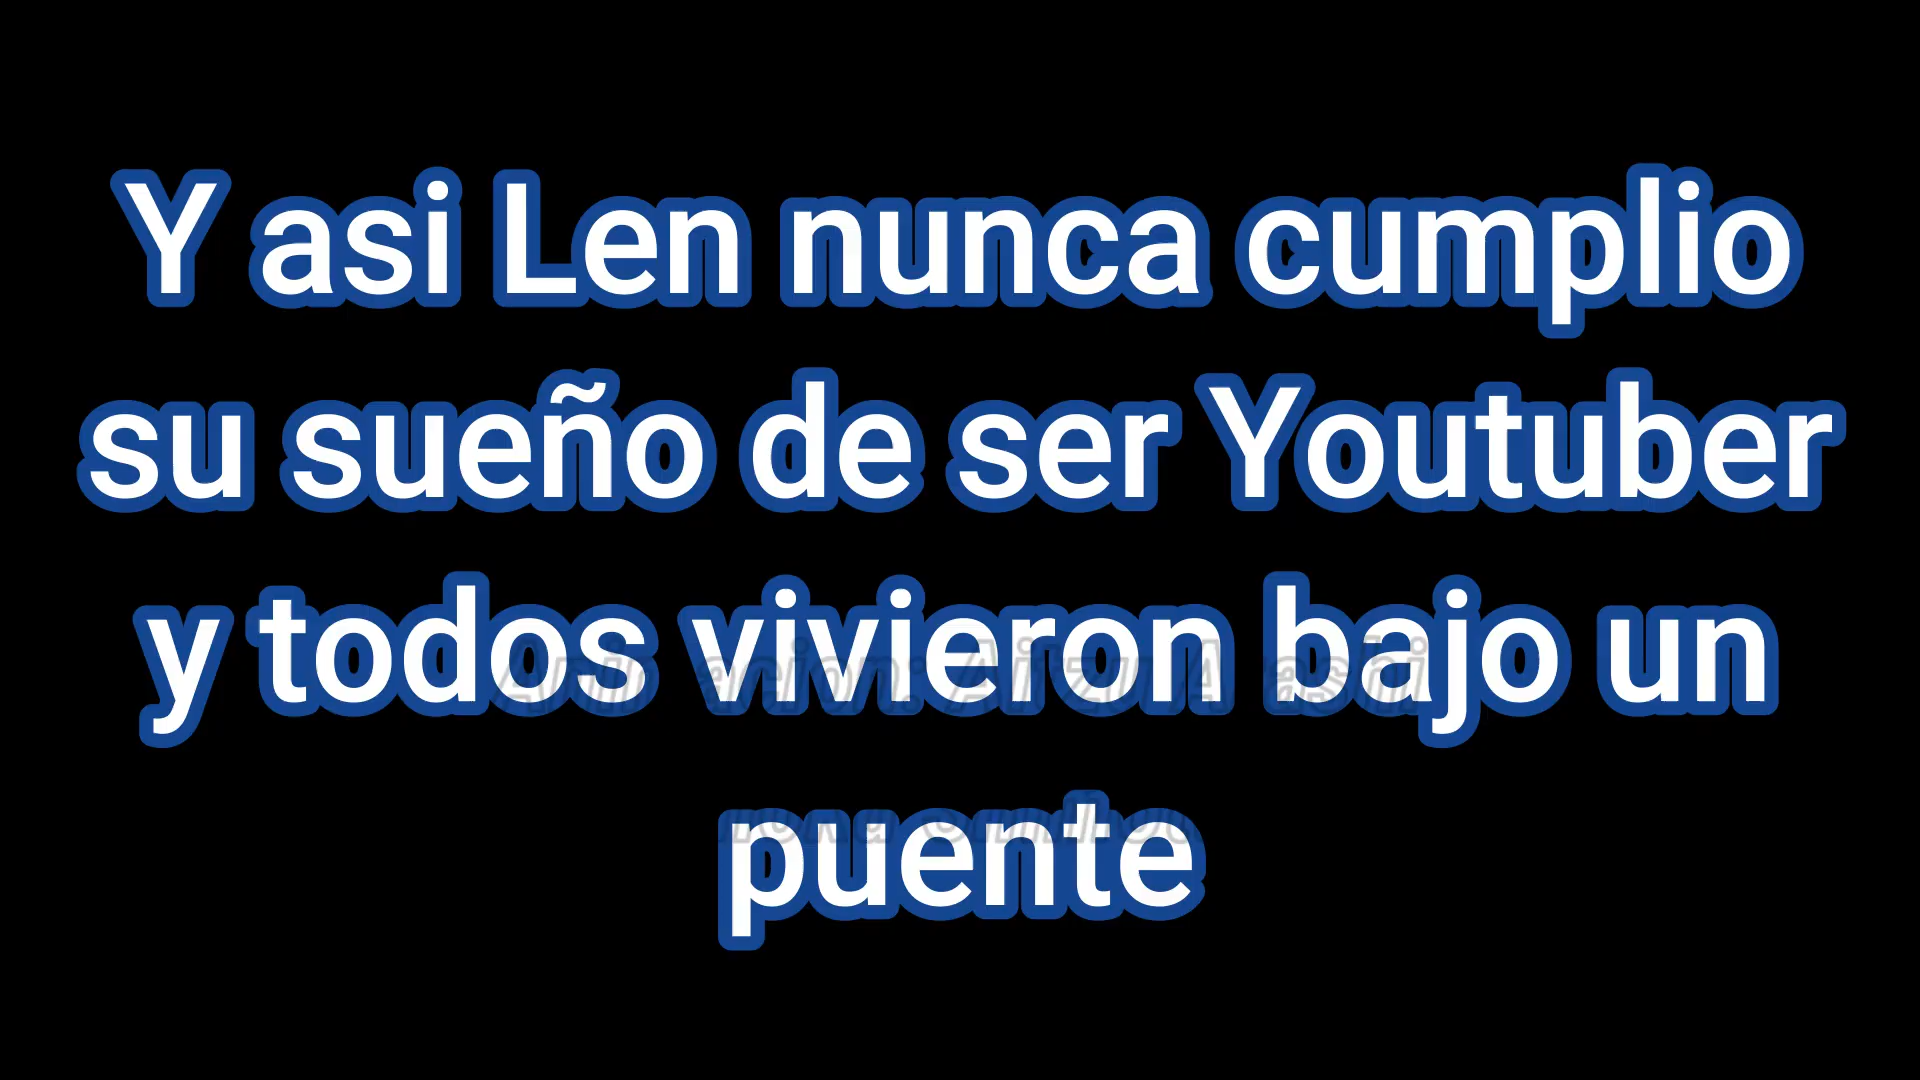 Y asi Len nunca cumplio
su sueño de ser Youtuber
y todos vivieron bajo un
puente